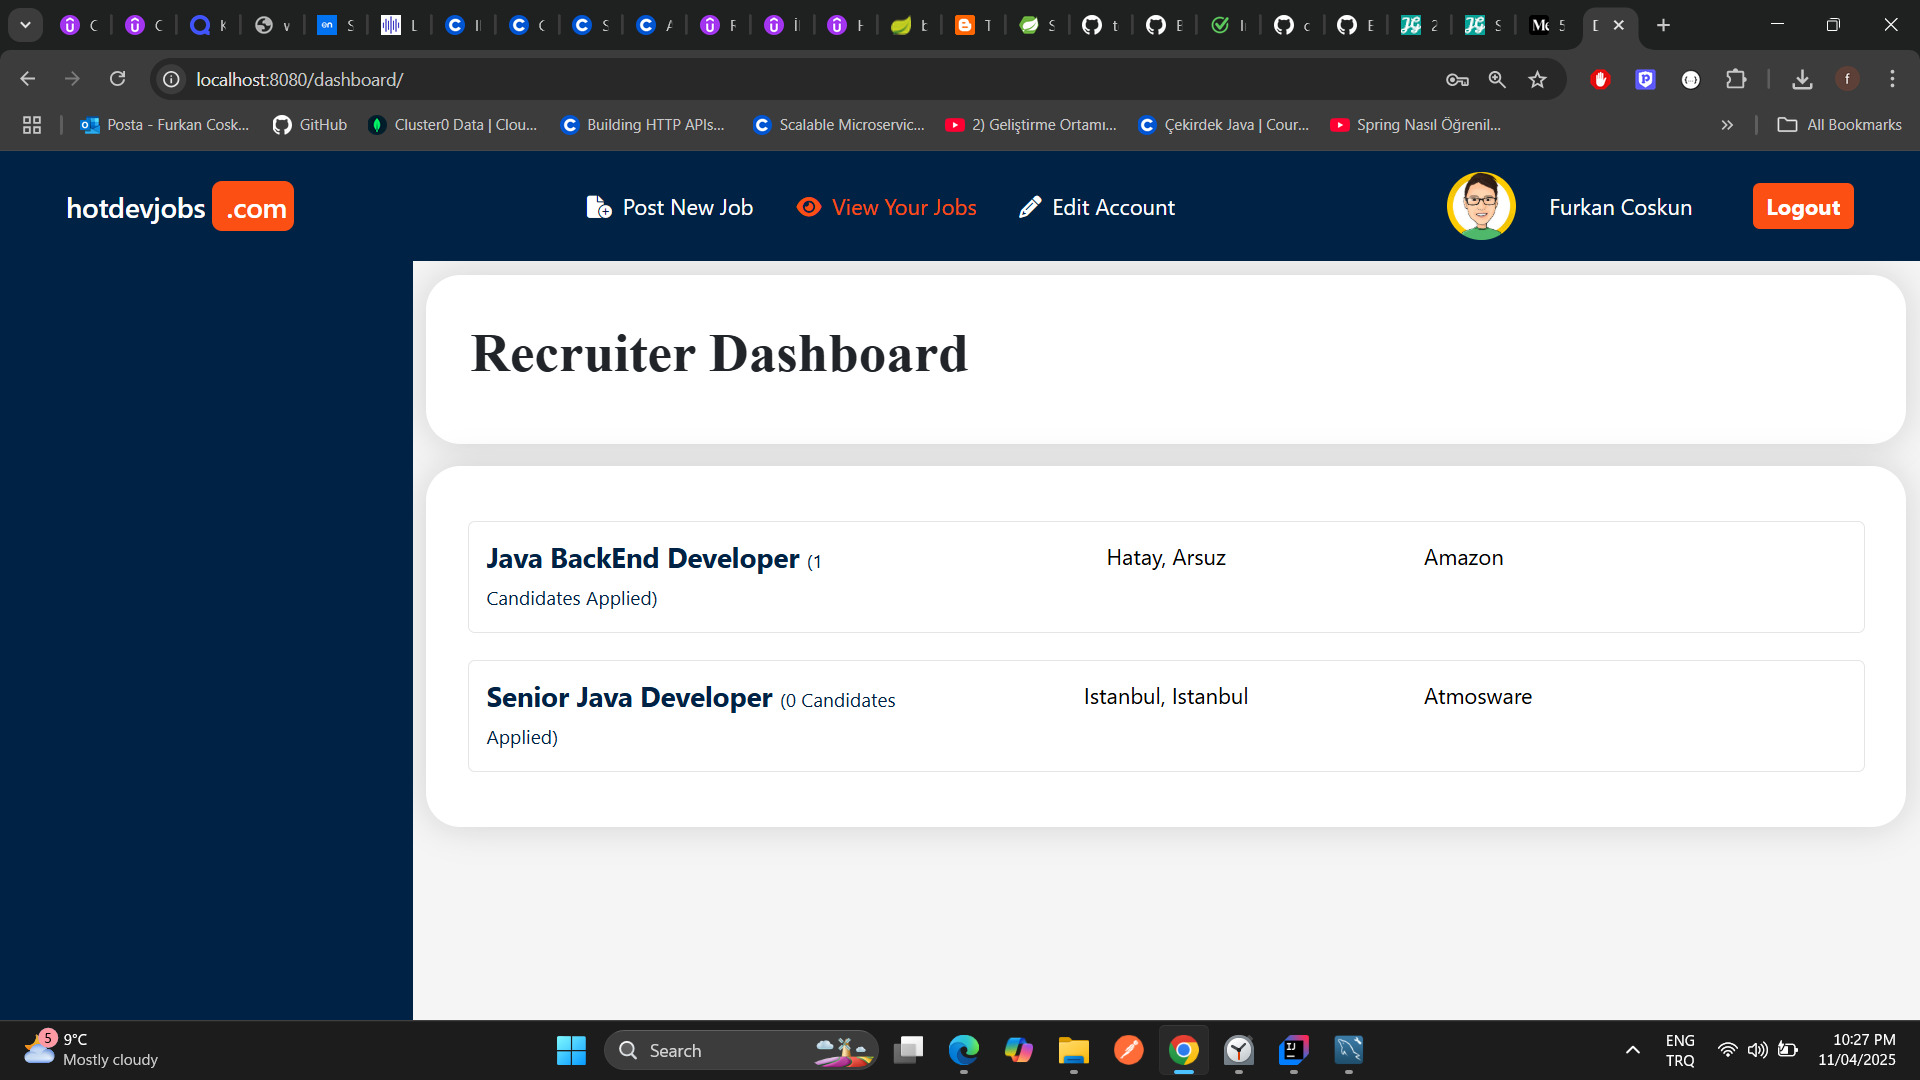 localhost:8080/dashboard/
f
Posta - Furkan Cosk...
GitHub
Cluster0 Data | Clou...
Building HTTP APIs...
Scalable Microservic...
2) Geliştirme Ortamı...
Çekirdek Java | Cour...
Spring Nasıl Öğrenil...
All Bookmarks
hotdevjobs .com
Post New Job
View Your Jobs
Edit Account
Furkan Coskun
Logout
Recruiter Dashboard
Java BackEnd Developer (1
Candidates Applied)
Hatay, Arsuz
Amazon
Senior Java Developer (0 Candidates
Applied)
Istanbul, Istanbul
Atmosware
5
9°C
Mostly cloudy
Search
ENG
TRQ
10:27 PM
11/04/2025